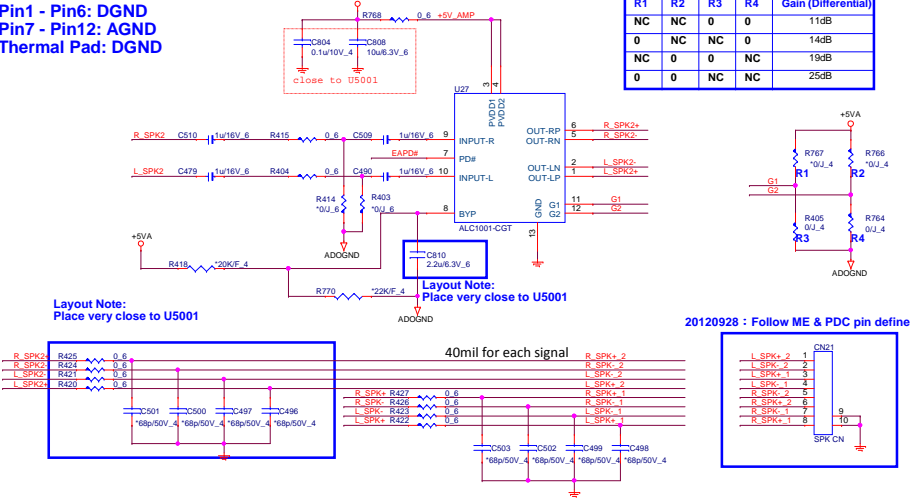 Pin1 - Pin6: DGND
Pin7 - Pin12: AGND
Thermal Pad: DGND
R768 0_6 +5V_AMP
C804 0.1u/10V_4
C808 10u/6.3V_6
close to U5001
R1 R2 R3 R4 Gain (Differential)
NC NC 0 0 11dB
0 NC NC 0 14dB
NC 0 0 NC 19dB
0 0 NC NC 25dB
U27
3 4
PVDD1
PVDD2
R_SPK2 C510 1u/16V_6 R415 0_6 C509 1u/16V_6 9 INPUT-R
EAPD# 7 PD#
L_SPK2 C479 1u/16V_6 R404 0_6 C490 1u/16V_6 10 INPUT-L
8 BYP
OUT-RP 6 R_SPK2+
OUT-RN 5 R_SPK2-
OUT-LN 2 L_SPK2-
OUT-LP 1 L_SPK2+
G1 11 G1
G2 12 G2
GND
13
ALC1001-CGT
R414 *0/J_6
R403 *0/J_6
ADOGND
+5VA
R418 *20K/F_4
R770 *22K/F_4
C810
2.2u/6.3V_6
ADOGND
Layout Note:
Place very close to U5001
+5VA
R767 *0/J_4 R1
R766 *0/J_4 R2
G1
G2
R405 0/J_4 R3
R764 0/J_4 R4
ADOGND
Layout Note:
Place very close to U5001
R_SPK2+ R425 0_6
R_SPK2- R424 0_6
L_SPK2- R421 0_6
L_SPK2+ R420 0_6
C501 C500 C497 C496
*68p/50V_4 *68p/50V_4 *68p/50V_4 *68p/50V_4
40mil for each signal
R_SPK+_2
R_SPK-_2
L_SPK-_2
L_SPK+_2
R_SPK+ R427 0_6 R_SPK+_1
R_SPK- R426 0_6 R_SPK-_1
L_SPK- R423 0_6 L_SPK-_1
L_SPK+ R422 0_6 L_SPK+_1
C503 C502 C499 C498
*68p/50V_4 *68p/50V_4 *68p/50V_4 *68p/50V_4
20120928：Follow ME & PDC pin define
CN21
L_SPK+_2 1
L_SPK-_2 2
L_SPK+_1 3
L_SPK-_1 4
R_SPK-_2 5
R_SPK+_2 6
R_SPK-_1 7
R_SPK+_1 8
9
10
SPK CN